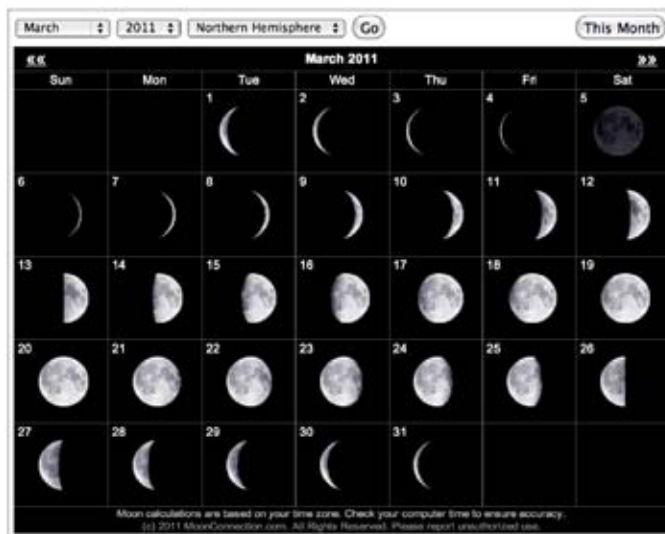 March 2011 Northern Hemisphere Go This Month
«« March 2011 »»
Sun Mon Tue Wed Thu Fri Sat
1 2 3 4 5
6 7 8 9 10 11 12
13 14 15 16 17 18 19
20 21 22 23 24 25 26
27 28 29 30 31
Moon calculations are based on your time zone. Check your computer time to ensure accuracy.
(c) 2011 MoonConnection.com. All Rights Reserved. Please report unauthorized use.